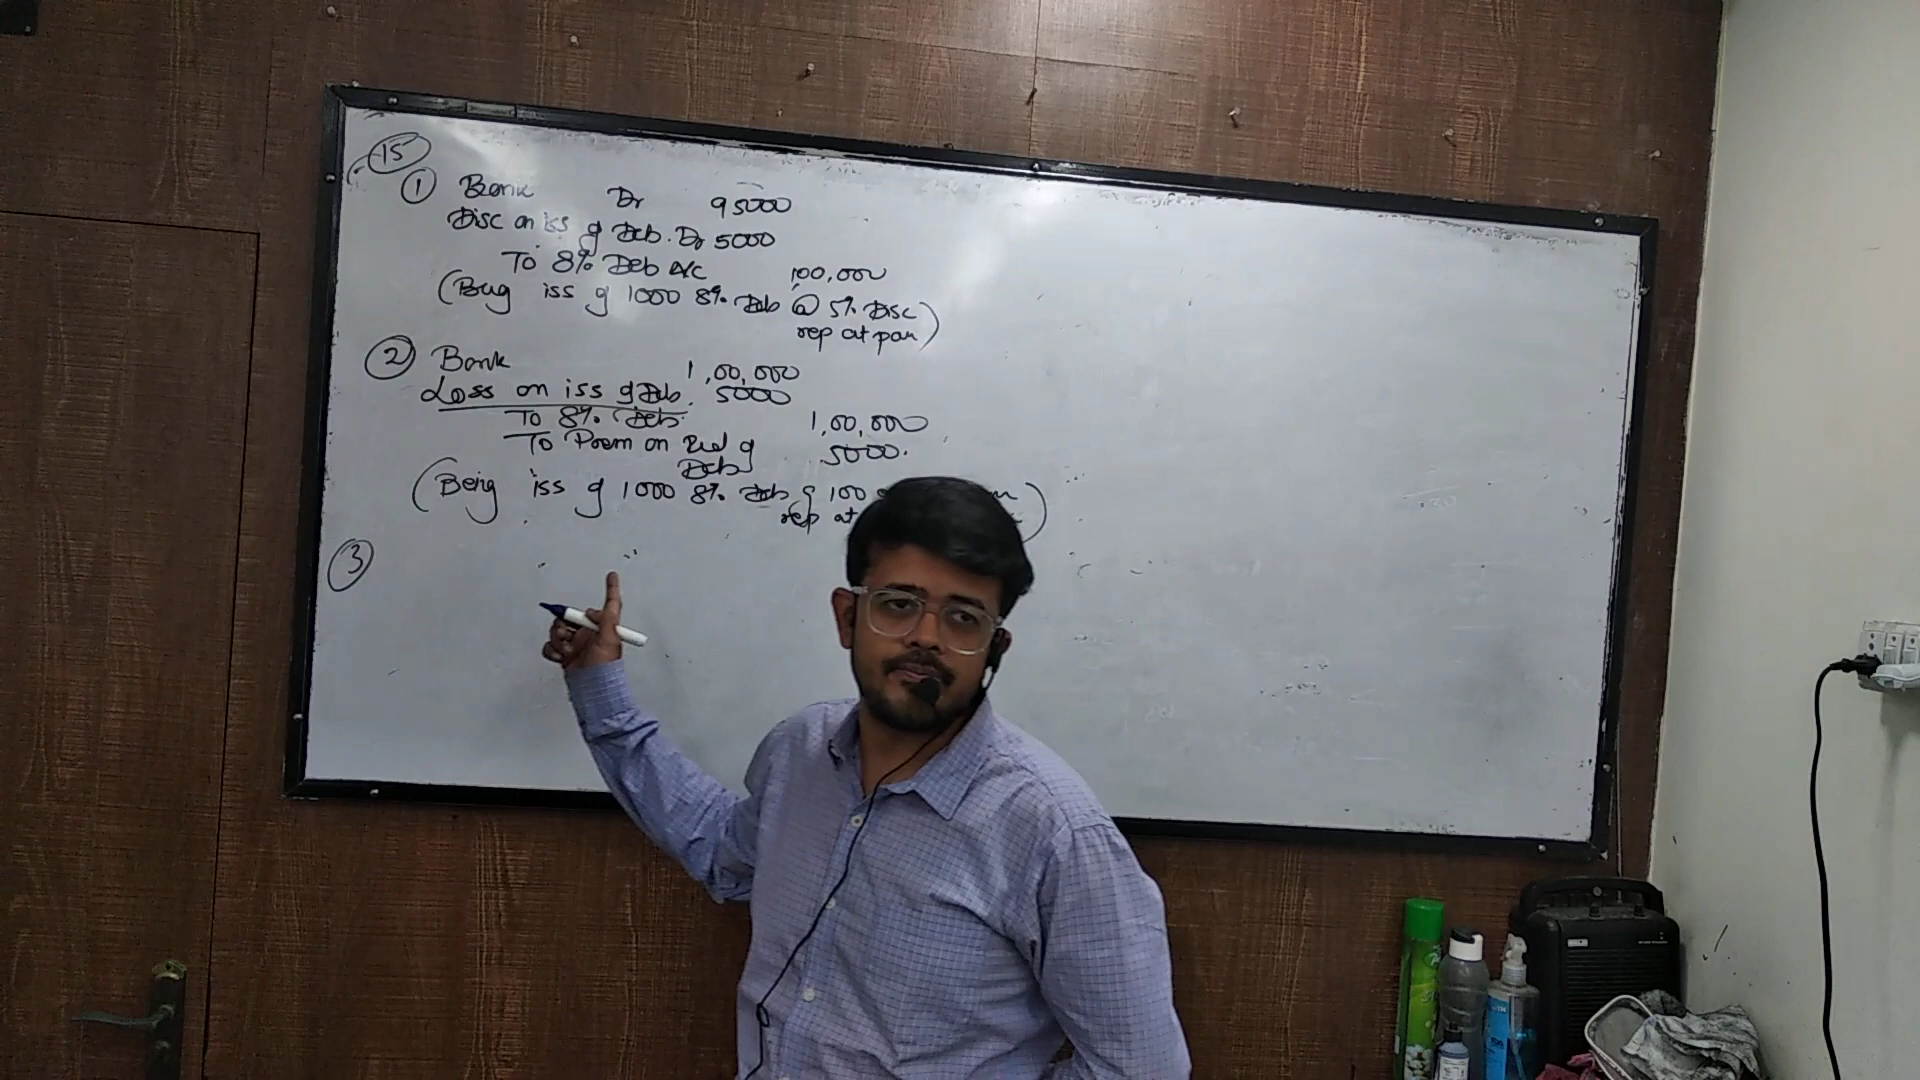 15
① Bank Dr 95000
Disc on iss of Deb. Dr 5000
To 8% Deb A/c 100,000
(Bug iss of 1000 8% Deb @ 5% Disc
rep at par)
② Bank 1,00,000
Loss on iss of Deb. 5000
To 8% Deb. 1,00,000
To Prem on Red of 5000.
Deb
(Being iss of 1000 8% Deb of 100
rep at
③